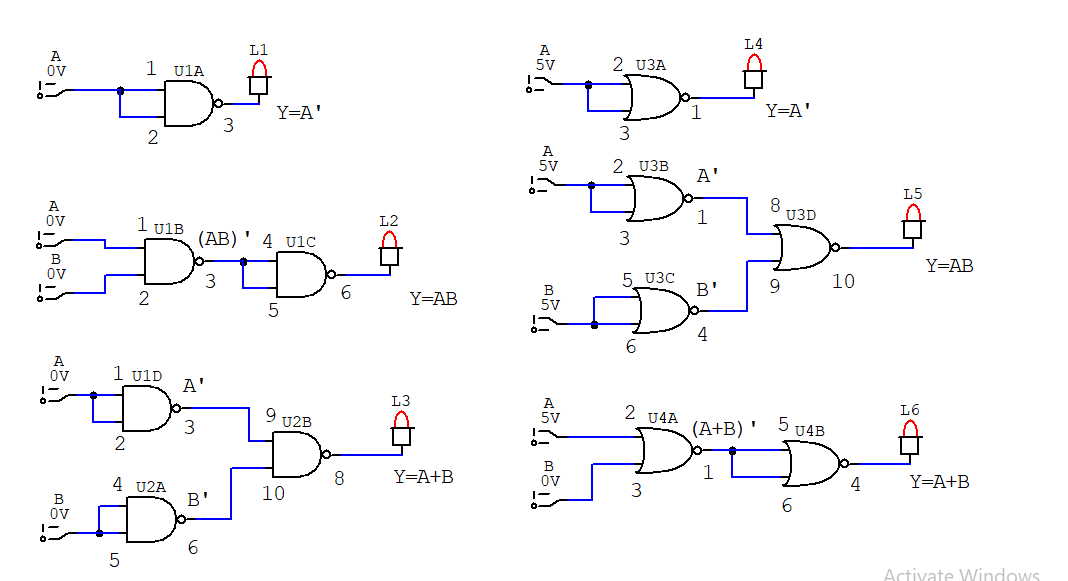 A
0V
1
U1A
L1
2
3
Y=A'
A
0V
B
0V
1
U1B
2
3
(AB)'
4
U1C
5
6
L2
Y=AB
A
0V
1
U1D
A'
2
3
B
0V
4
U2A
B'
5
6
9
U2B
10
8
L3
Y=A+B
A
5V
2
U3A
3
1
L4
Y=A'
A
5V
2
U3B
A'
3
1
B
5V
5
U3C
B'
6
4
8
U3D
9
10
L5
Y=AB
A
5V
B
0V
2
U4A
3
(A+B)'
1
5
U4B
6
4
L6
Y=A+B
Activate Windows